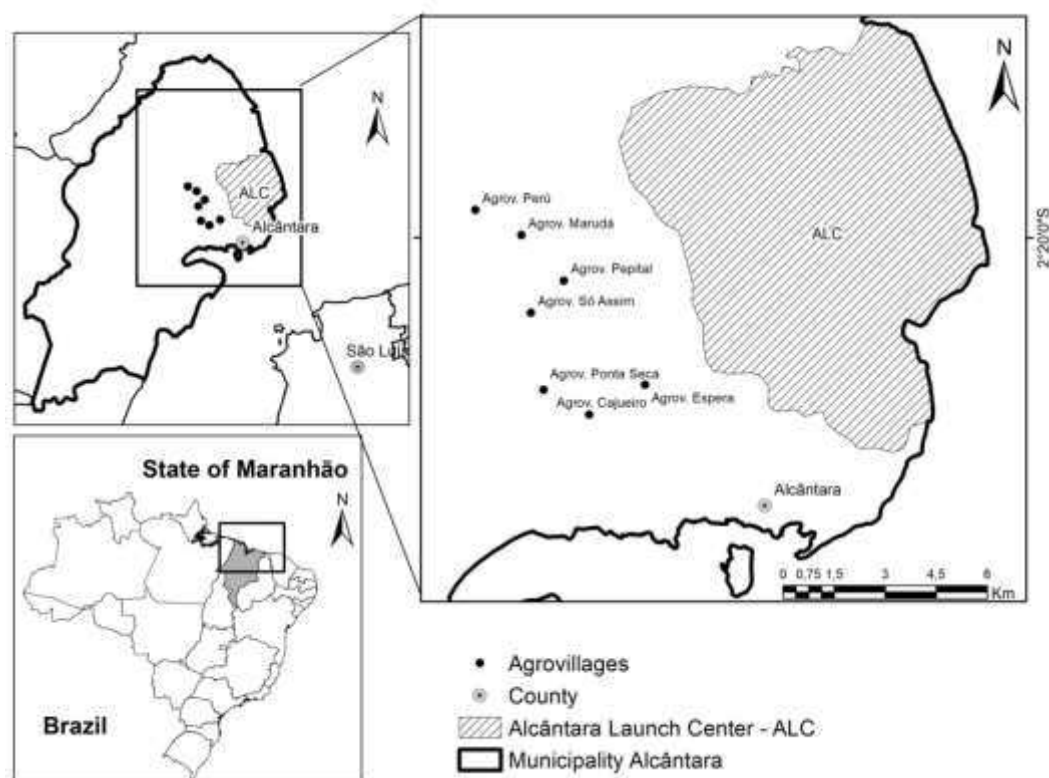 N
ALC
Alcântara
São Luí
State of Maranhão
N
Brazil
N
Agrov. Perú
Agrov. Marudá
ALC
2°20'0"S
Agrov. Pepital
Agrov. Só Assim
Agrov. Ponta Seca
Agrov. Espera
Agrov. Cajueiro
Alcântara
0 0,75 1,5 3 4,5 6
Km
Agrovillages
County
Alcântara Launch Center - ALC
Municipality Alcântara